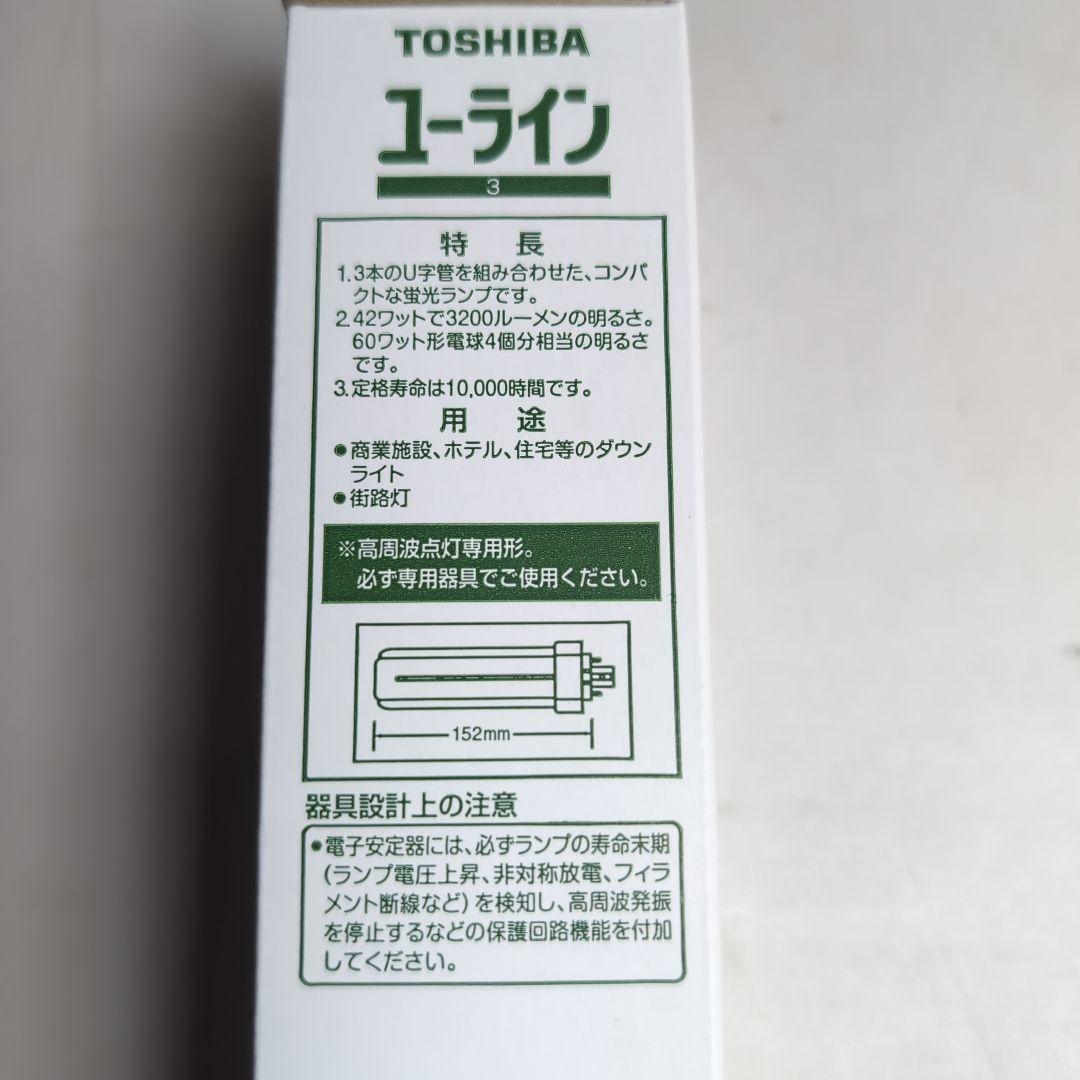 TOSHIBA
ユーライン
3
特　長
1.3本のU字管を組み合わせた、コンパ
クトな蛍光ランプです。
2.42ワットで3200ルーメンの明るさ。
60ワット形電球4個分相当の明るさ
です。
3.定格寿命は10,000時間です。
用　途
●商業施設、ホテル、住宅等のダウン
ライト
●街路灯
※高周波点灯専用形。
必ず専用器具でご使用ください。
152mm
器具設計上の注意
●電子安定器には、必ずランプの寿命末期
(ランプ電圧上昇、非対称放電、フィラ
メント断線など)を検知し、高周波発振
を停止するなどの保護回路機能を付加
してください。